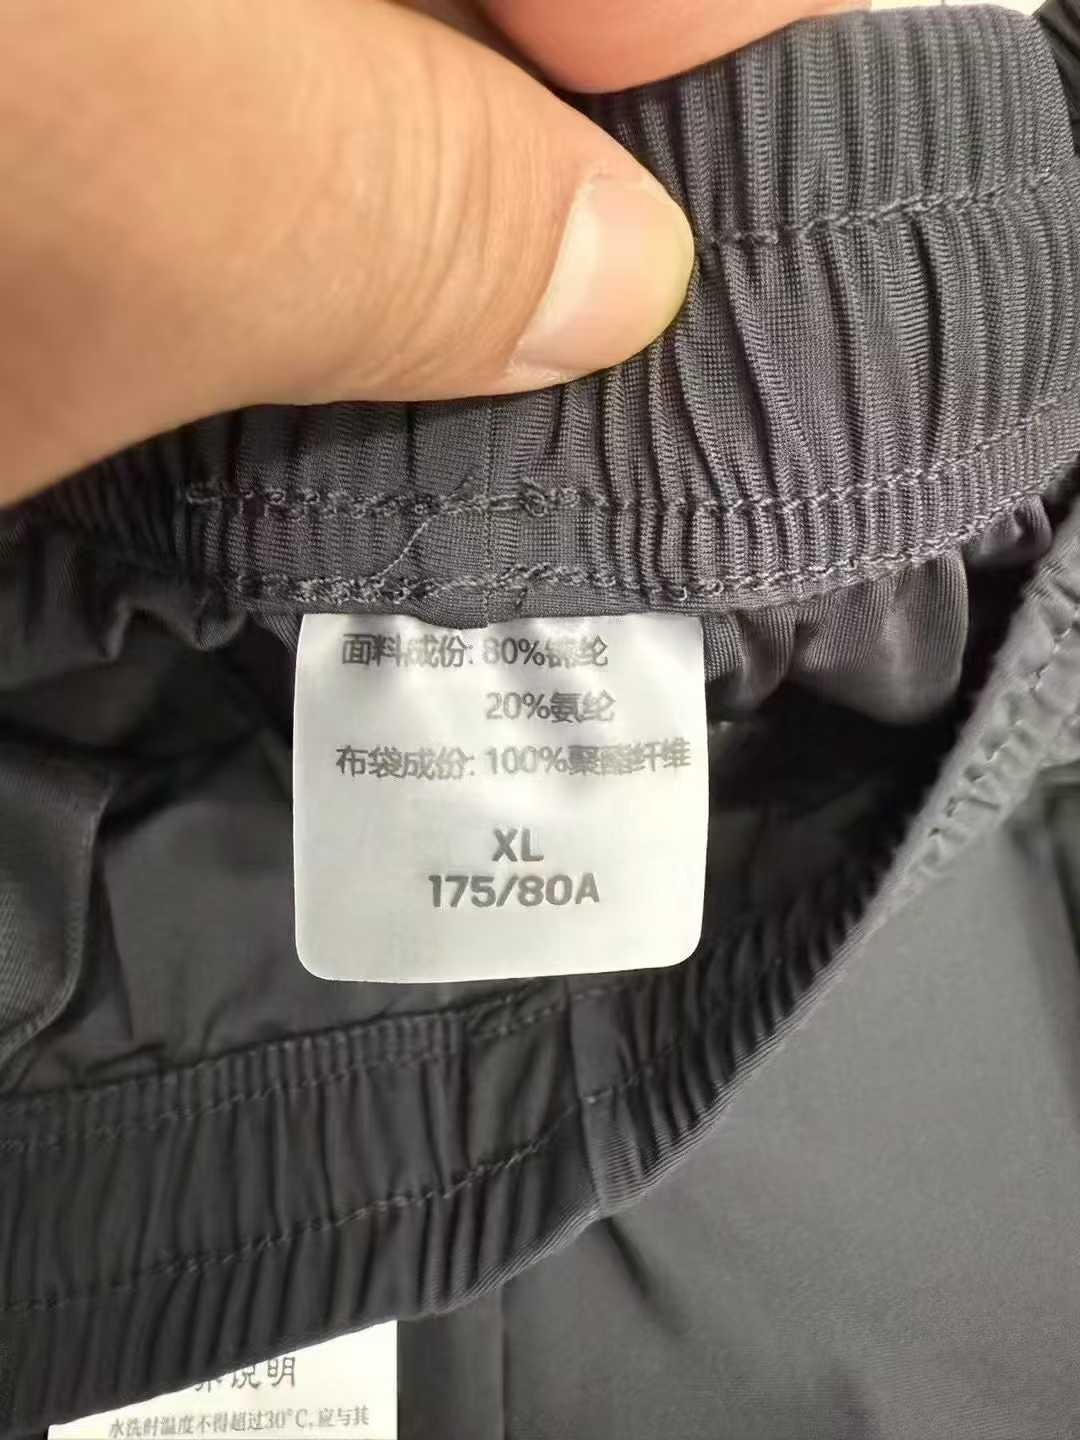 面料成份: 80%锦纶
20%氨纶
布袋成份: 100%聚酯纤维
XL
175/80A
说明
水洗时温度不得超过30°C, 应与其